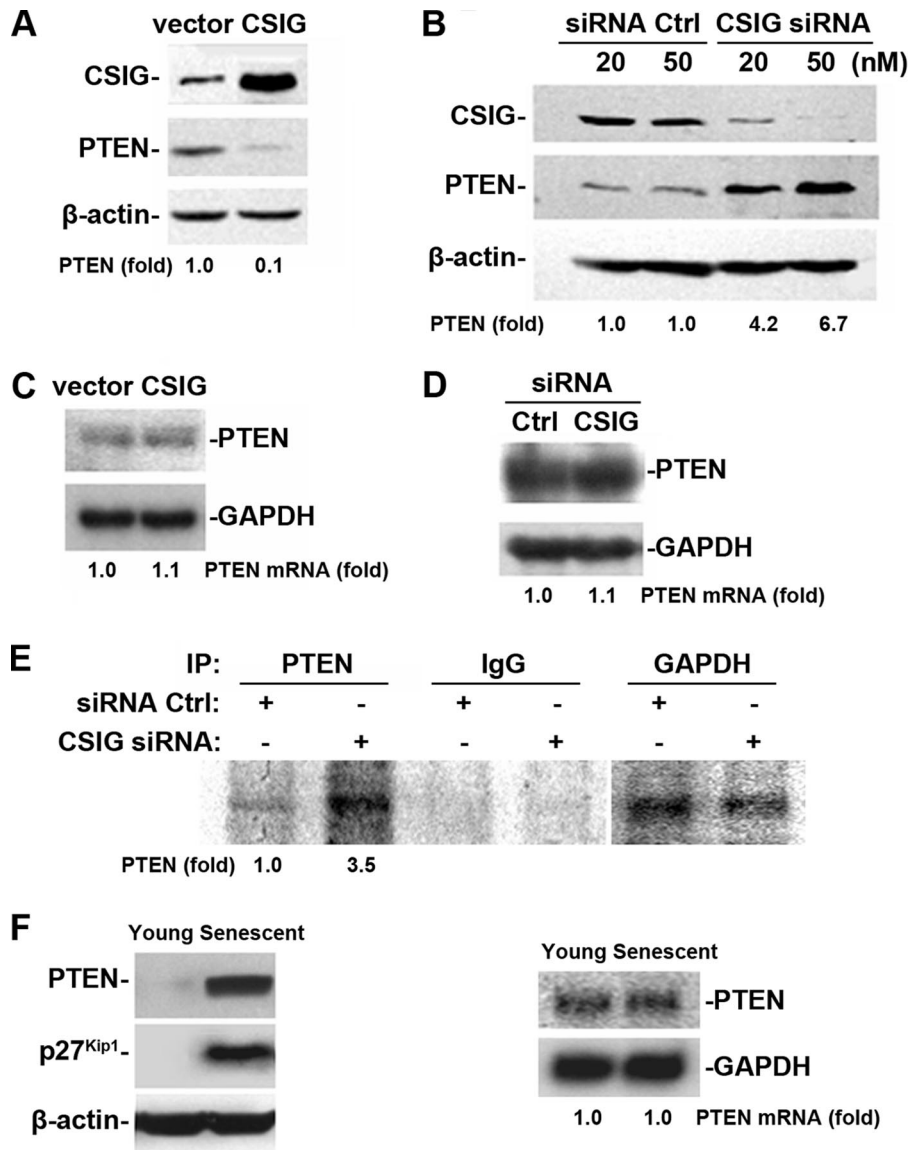 A
vector CSIG
CSIG-
PTEN-
β-actin-
PTEN (fold) 1.0 0.1
B
siRNA Ctrl CSIG siRNA
20 50 20 50 (nM)
CSIG-
PTEN-
β-actin-
PTEN (fold) 1.0 1.0 4.2 6.7
C
vector CSIG
-PTEN
-GAPDH
1.0 1.1 PTEN mRNA (fold)
D
siRNA
Ctrl CSIG
-PTEN
-GAPDH
1.0 1.1 PTEN mRNA (fold)
E
IP: PTEN IgG GAPDH
siRNA Ctrl: + - + - + -
CSIG siRNA: - + - + - +
PTEN (fold) 1.0 3.5
F
Young Senescent
PTEN-
p27Kip1-
β-actin-
Young Senescent
-PTEN
-GAPDH
1.0 1.0 PTEN mRNA (fold)